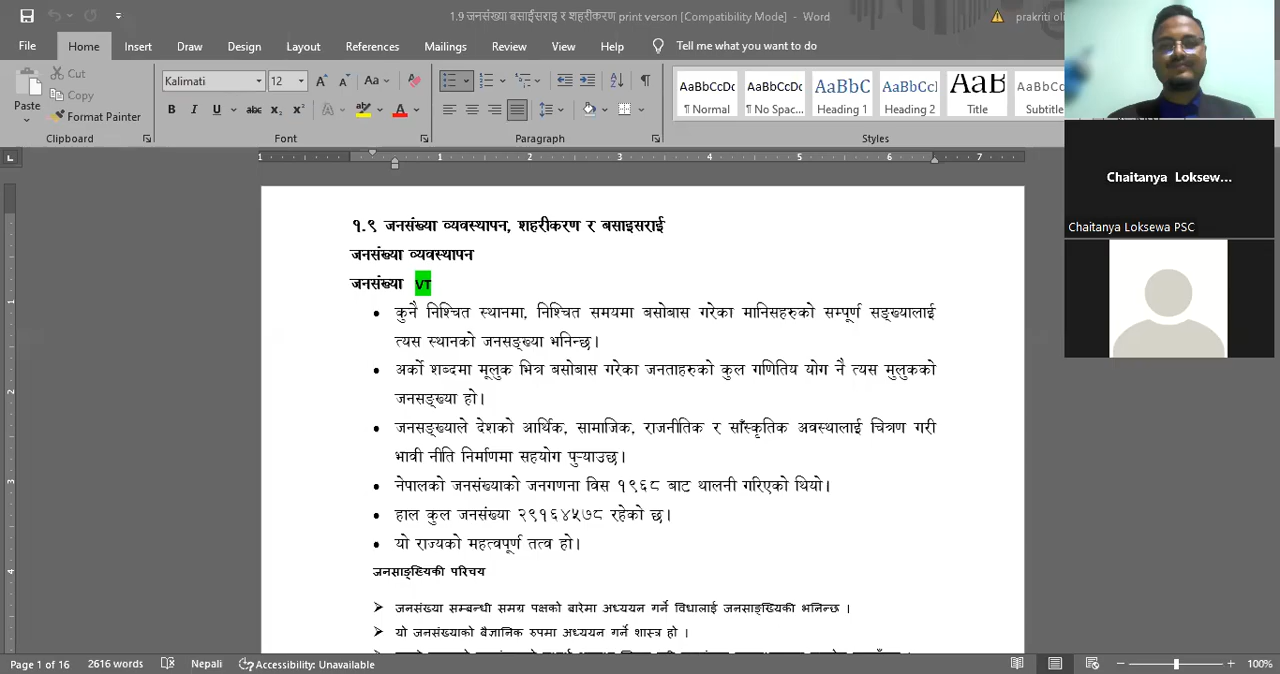 1.9 जनसंख्या बसाईसराइ र शहरीकरण print verson [Compatibility Mode] - Word
prakriti oli
File Home Insert Draw Design Layout References Mailings Review View Help Tell me what you want to do
Cut
Copy
Paste
Format Painter
Kalimati 12
AaBbCcDc AaBbCcDc AaBbC AaBbCcI AaB AaBbCcD
¶ Normal ¶ No Spac... Heading 1 Heading 2 Title Subtitle
Clipboard Font Paragraph Styles
Chaitanya Loksew...
Chaitanya Loksewa PSC
१.९ जनसंख्या व्यवस्थापन, शहरीकरण र बसाइसराई
जनसंख्या व्यवस्थापन
जनसंख्या VT
कुनै निश्चित स्थानमा, निश्चित समयमा बसोबास गरेका मानिसहरुको सम्पूर्ण सङ्ख्यालाई
त्यस स्थानको जनसङ्ख्या भनिन्छ।
अर्को शब्दमा मूलुक भित्र बसोबास गरेका जनताहरुको कुल गणितिय योग नै त्यस मुलुकको
जनसङ्ख्या हो।
जनसङ्ख्याले देशको आर्थिक, सामाजिक, राजनीतिक र साँस्कृतिक अवस्थालाई चित्रण गरी
भावी नीति निर्माणमा सहयोग पुऱ्याउछ।
नेपालको जनसंख्याको जनगणना विस १९६८ बाट थालनी गरिएको थियो।
हाल कुल जनसंख्या २९१६४५७८ रहेको छ।
यो राज्यको महत्वपूर्ण तत्व हो।
जनसाङ्ख्यिकी परिचय
जनसंख्या सम्बन्धी समग्र पक्षको बारेमा अध्ययन गर्ने विधालाई जनसाङ्ख्यिकी भनिन्छ ।
यो जनसंख्याको बैज्ञानिक रुपमा अध्ययन गर्ने शास्त्र हो ।
Page 1 of 16 2616 words Nepali Accessibility: Unavailable 100%